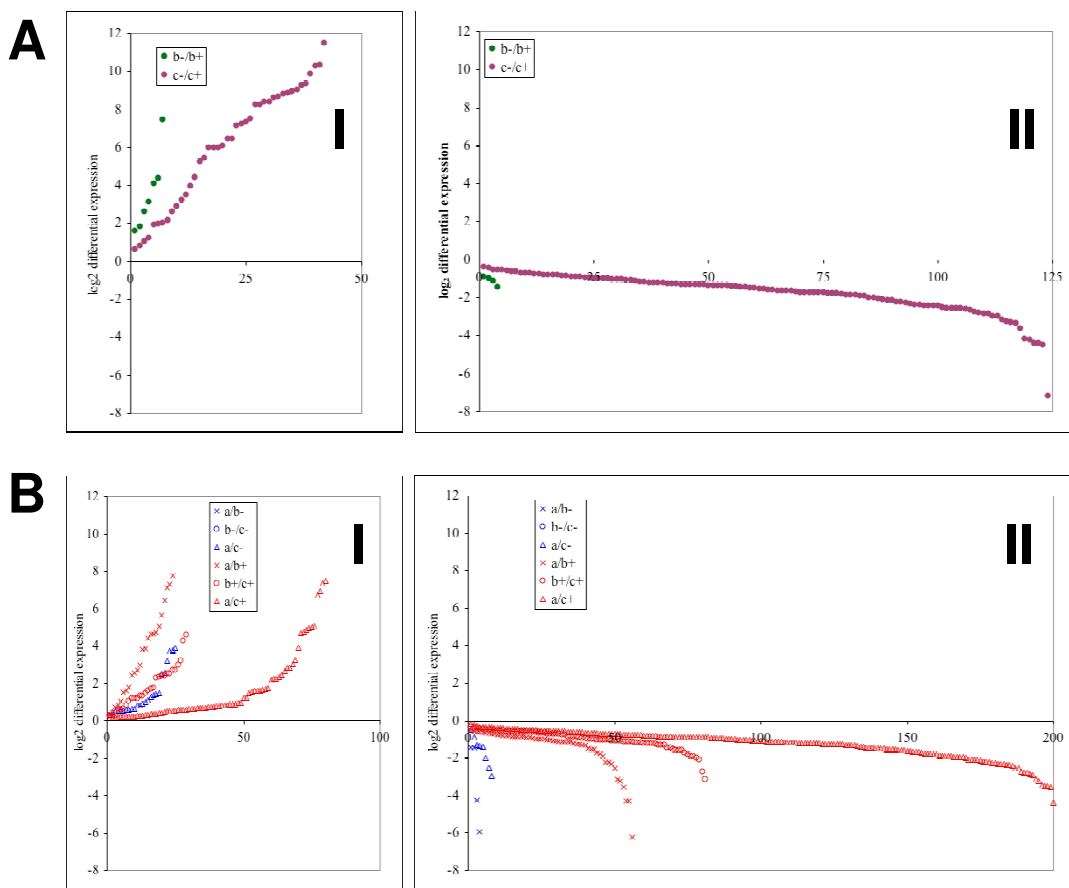 A
I
b-/b+
c-/c+
log2 differential expression
12
10
8
6
4
2
0
-2
-4
-6
-8
25
50
II
b-/b+
c-/c+
log₂ differential expression
12
10
8
6
4
2
0
-2
-4
-6
-8
0
25
50
75
100
125
B
I
a/b-
b-/c-
a/c-
a/b+
b+/c+
a/c+
log2 differential expression
12
10
8
6
4
2
0
-2
-4
-6
-8
0
50
100
II
a/b-
b-/c-
a/c-
a/b+
b+/c+
a/c+
log2 differential expression
12
10
8
6
4
2
0
-2
-4
-6
-8
0
50
100
150
200